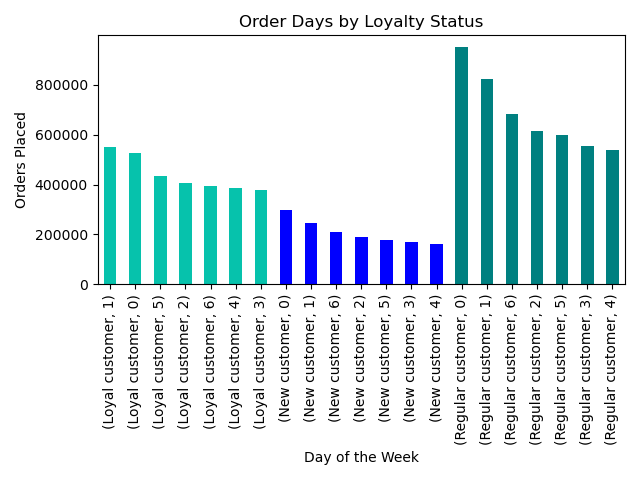 Order Days by Loyalty Status
Orders Placed
800000
600000
400000
200000
0
(Loyal customer, 1)
(Loyal customer, 0)
(Loyal customer, 5)
(Loyal customer, 2)
(Loyal customer, 6)
(Loyal customer, 4)
(Loyal customer, 3)
(New customer, 0)
(New customer, 1)
(New customer, 6)
(New customer, 2)
(New customer, 5)
(New customer, 3)
(New customer, 4)
(Regular customer, 0)
(Regular customer, 1)
(Regular customer, 6)
(Regular customer, 2)
(Regular customer, 5)
(Regular customer, 3)
(Regular customer, 4)
Day of the Week